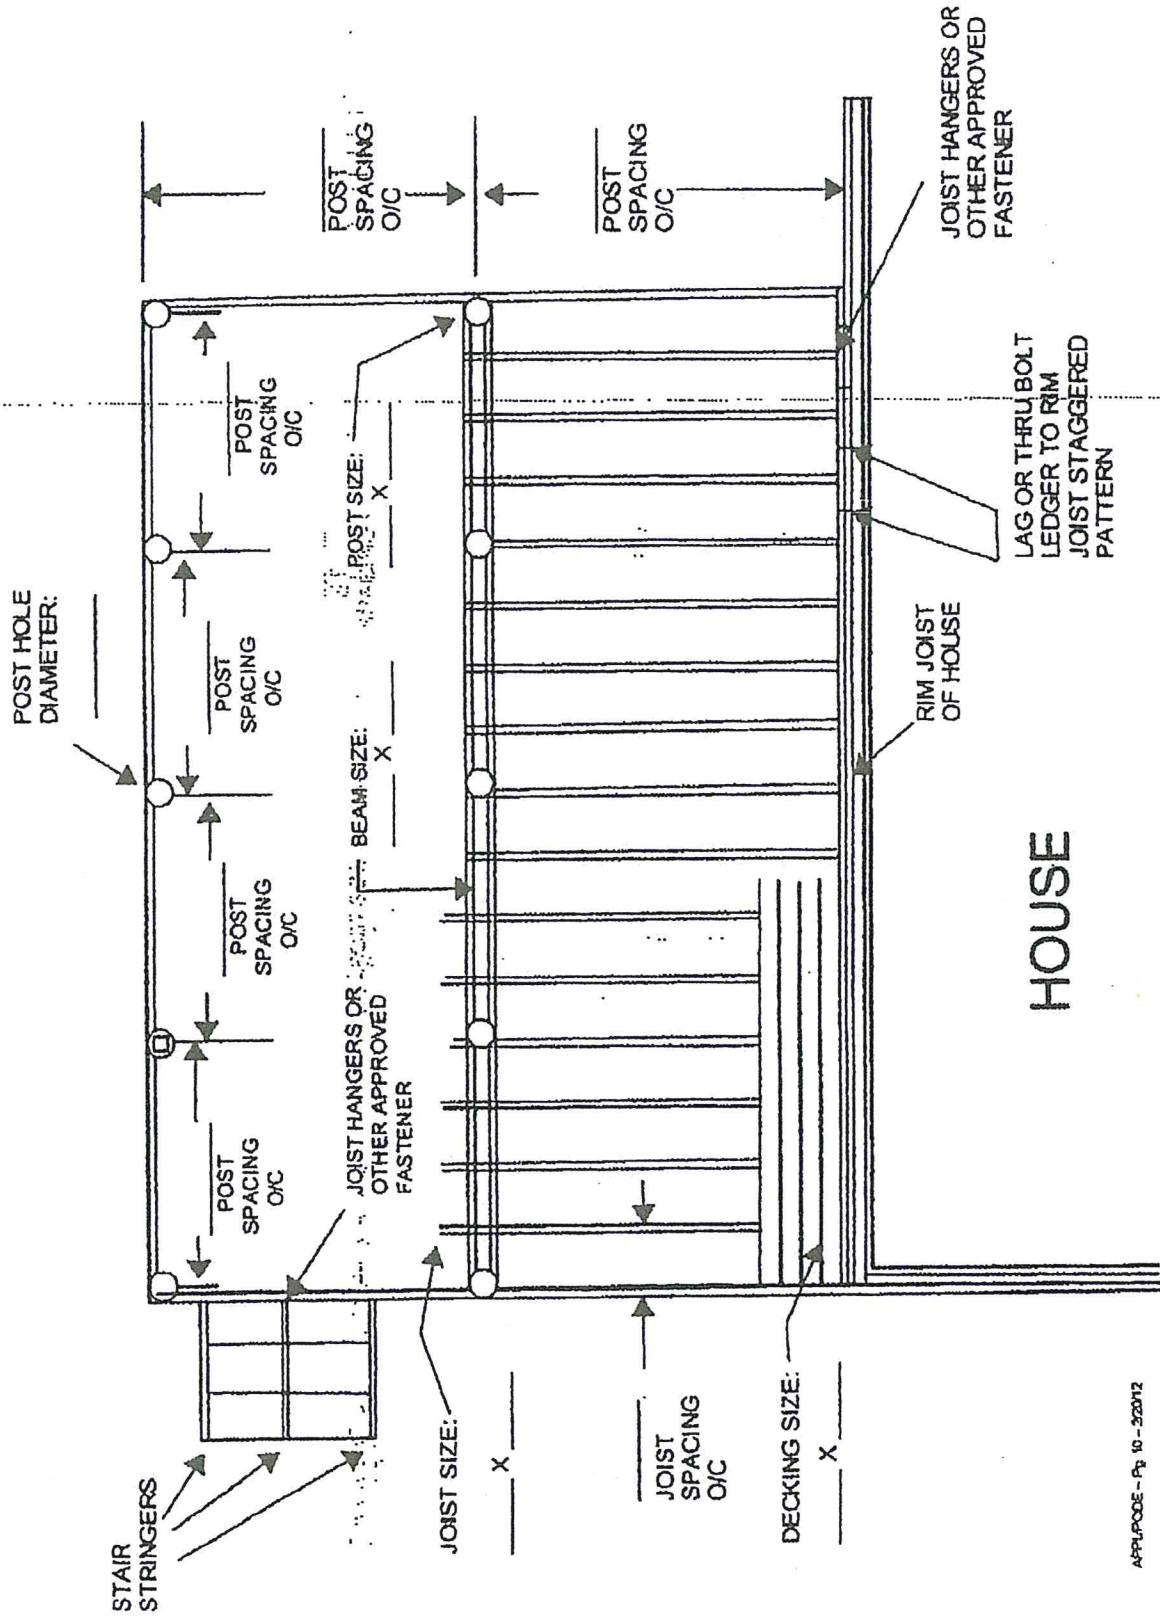 STAIR
STRINGERS
POST HOLE
DIAMETER:
POST
SPACING
O/C
POST
SPACING
O/C
POST
SPACING
O/C
POST
SPACING
O/C
POST
SPACING
O/C
POST
SPACING
O/C
JOIST HANGERS OR
OTHER APPROVED
FASTENER
BEAM SIZE:
X
POST SIZE:
X
JOIST SIZE:
X
JOIST
SPACING
O/C
DECKING SIZE:
X
RIM JOIST
OF HOUSE
LAG OR THRU BOLT
LEDGER TO RIM
JOIST STAGGERED
PATTERN
JOIST HANGERS OR
OTHER APPROVED
FASTENER
HOUSE